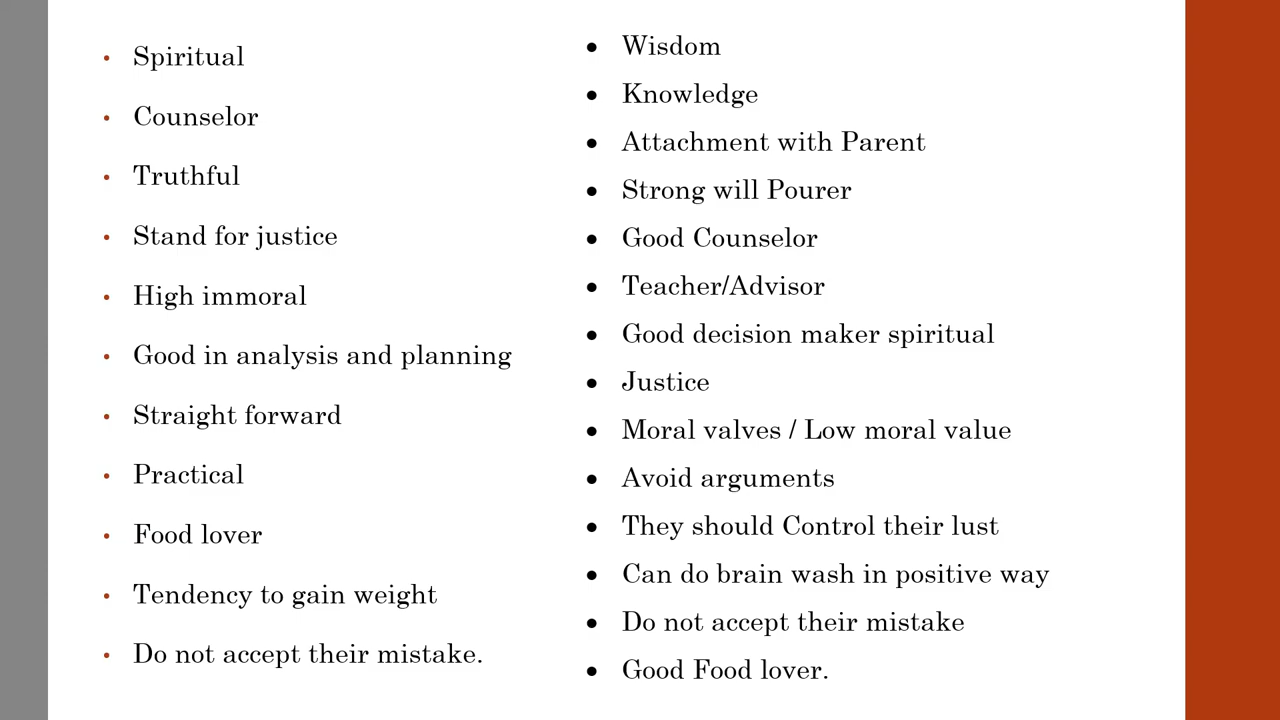 • Spiritual
• Counselor
• Truthful
• Stand for justice
• High immoral
• Good in analysis and planning
• Straight forward
• Practical
• Food lover
• Tendency to gain weight
• Do not accept their mistake.
• Wisdom
• Knowledge
• Attachment with Parent
• Strong will Pourer
• Good Counselor
• Teacher/Advisor
• Good decision maker spiritual
• Justice
• Moral valves / Low moral value
• Avoid arguments
• They should Control their lust
• Can do brain wash in positive way
• Do not accept their mistake
• Good Food lover.